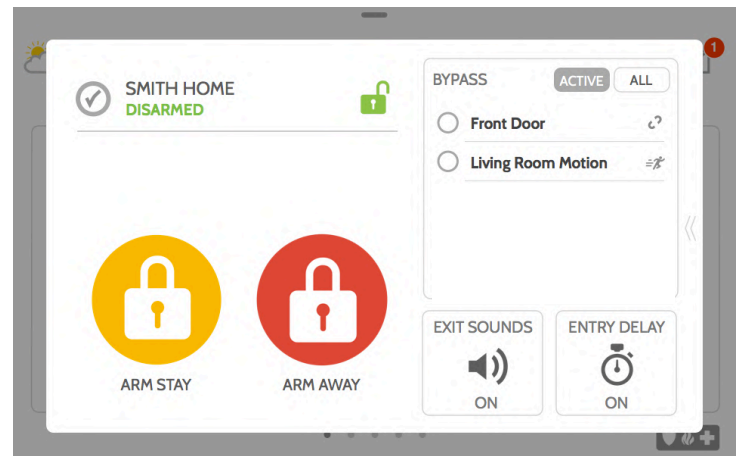 1
SMITH HOME
DISARMED
BYPASS
ACTIVE
ALL
Front Door
Living Room Motion
ARM STAY
ARM AWAY
EXIT SOUNDS
ON
ENTRY DELAY
ON